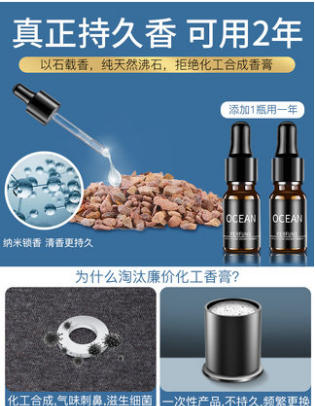 真正持久香 可用2年
以石载香，纯天然沸石，拒绝化工合成香膏
添加1瓶用一年
OCEAN
OCEAN
PERFUME
PERFUME
纳米锁香 清香更持久
为什么淘汰廉价化工香膏?
化工合成,气味刺鼻,滋生细菌
一次性产品,不持久,频繁更换